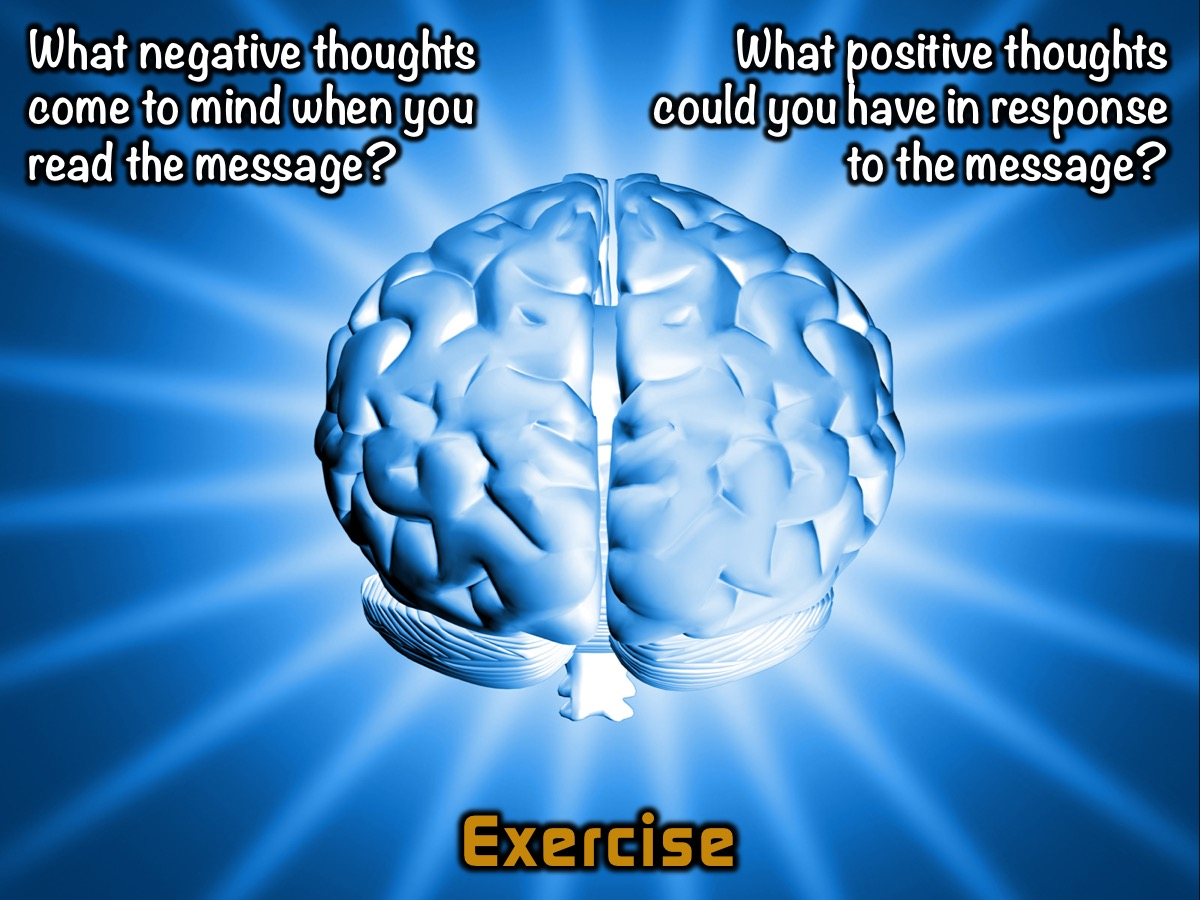 What negative thoughts
come to mind when you
read the message?
What positive thoughts
could you have in response
to the message?
Exercise